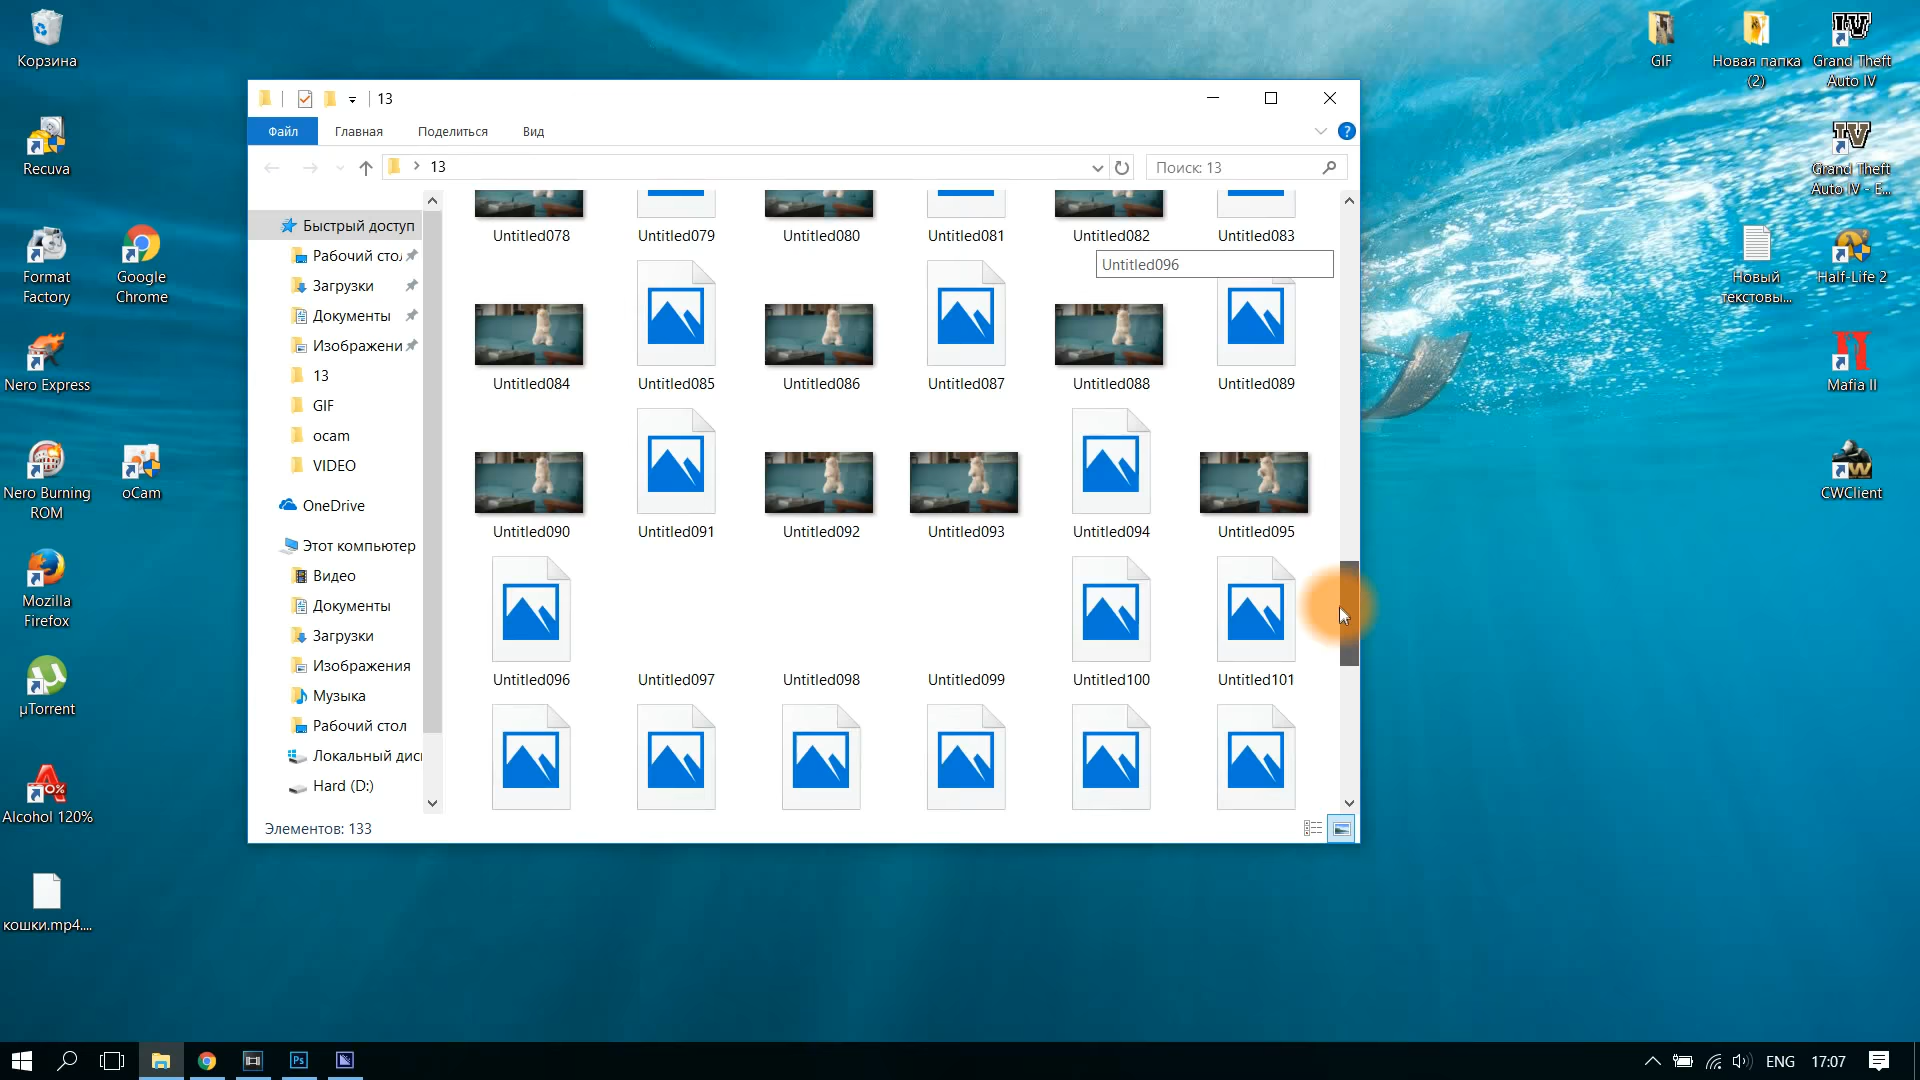 Корзина
Recuva
Format
Factory
Google
Chrome
Nero Express
Nero Burning
ROM
oCam
Mozilla
Firefox
µTorrent
Alcohol 120%
кошки.mp4....
13
Файл
Главная
Поделиться
Вид
13
Поиск: 13
Быстрый доступ
Рабочий сто.
Загрузки
Документы
Изображени
13
GIF
ocam
VIDEO
OneDrive
Этот компьютер
Видео
Документы
Загрузки
Изображения
Музыка
Рабочий стол
Локальный дис
Hard (D:)
Untitled078
Untitled079
Untitled080
Untitled081
Untitled082
Untitled083
Untitled096
Untitled084
Untitled085
Untitled086
Untitled087
Untitled088
Untitled089
Untitled090
Untitled091
Untitled092
Untitled093
Untitled094
Untitled095
Untitled096
Untitled097
Untitled098
Untitled099
Untitled100
Untitled101
Элементов: 133
GIF
Новая папка
(2)
Grand Theft
Auto IV
Grand Theft
Auto IV - E...
Новый
текстовы...
Half-Life 2
Mafia II
CWClient
Ps
ENG
17:07